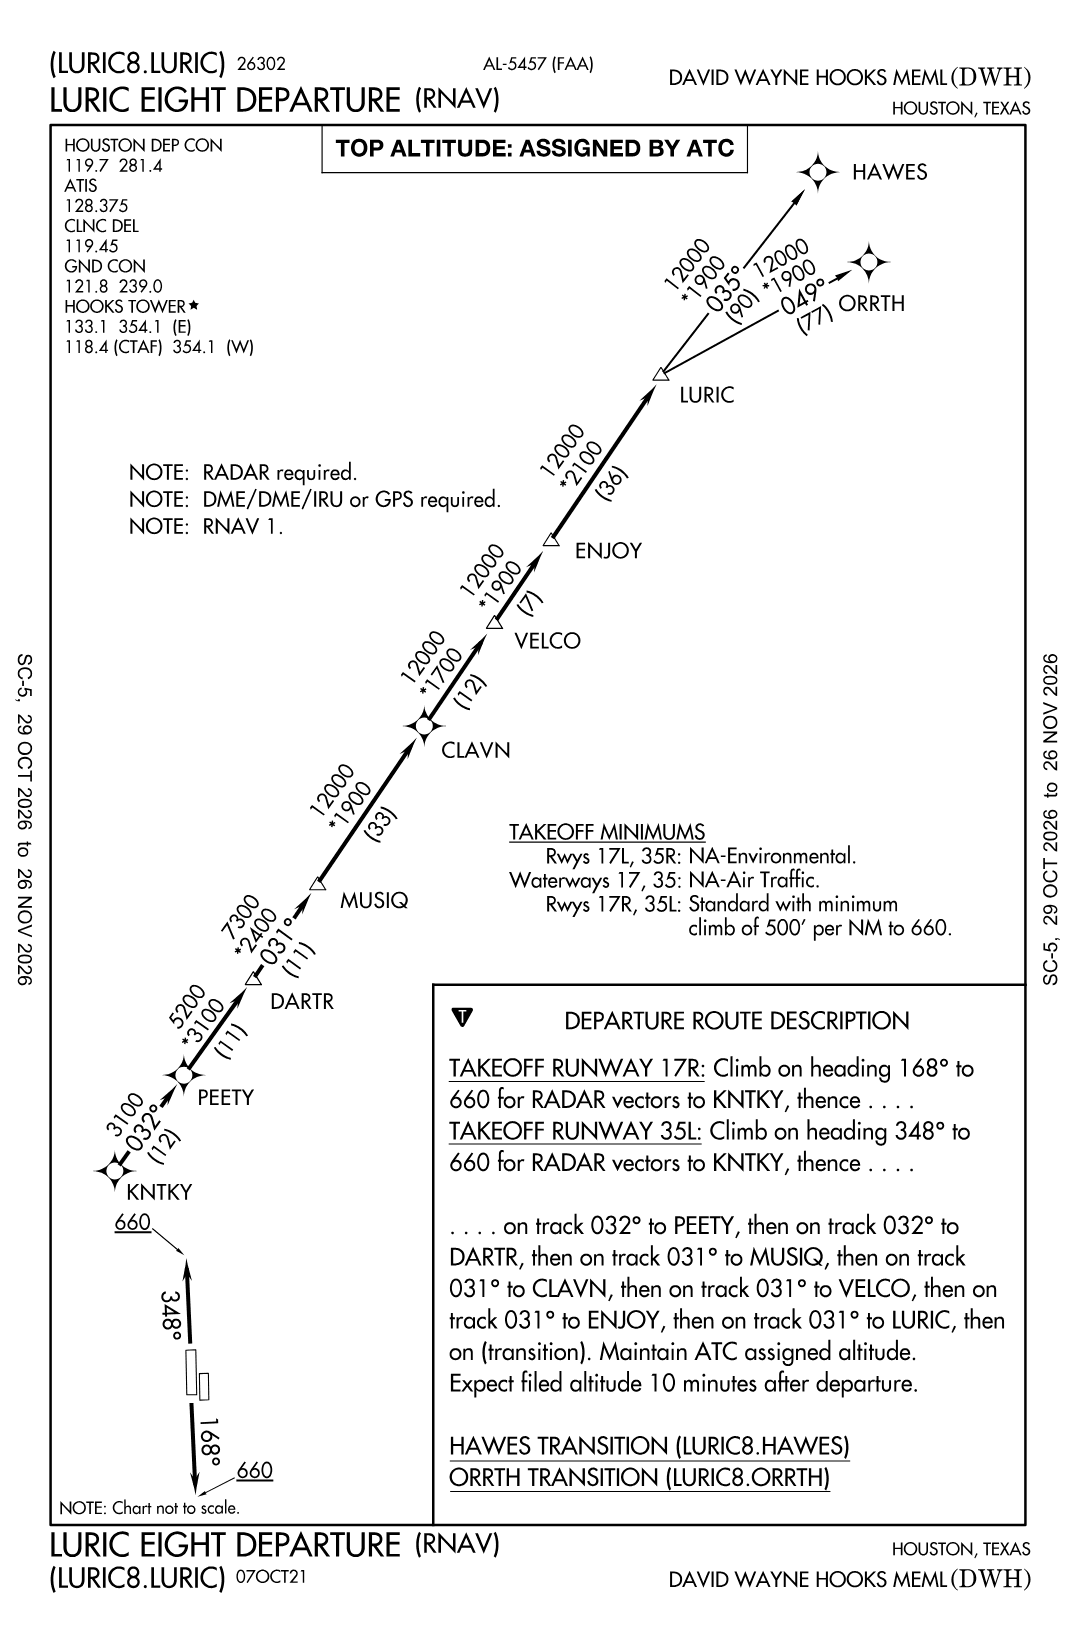 (LURIC8.LURIC) 26302
AL-5457 (FAA)
DAVID WAYNE HOOKS MEML (DWH)
LURIC EIGHT DEPARTURE (RNAV)
HOUSTON, TEXAS
HOUSTON DEP CON
119.7 281.4
ATIS
128.375
CLNC DEL
119.45
GND CON
121.8 239.0
HOOKS TOWER★
133.1 354.1 (E)
118.4 (CTAF) 354.1 (W)
TOP ALTITUDE: ASSIGNED BY ATC
HAWES
12000
*1900
035°
(90)
12000
*1900
049°
(77)
ORRTH
LURIC
12000
*2100
(36)
NOTE: RADAR required.
NOTE: DME/DME/IRU or GPS required.
NOTE: RNAV 1.
ENJOY
12000
*1900
(7)
VELCO
12000
*1700
(12)
CLAVN
12000
*1900
(33)
MUSIQ
7300
*2400
031°
(11)
DARTR
5200
*3100
(11)
PEETY
3100
032°
(12)
KNTKY
660
348°
168°
660
NOTE: Chart not to scale.
TAKEOFF MINIMUMS
Rwys 17L, 35R: NA-Environmental.
Waterways 17, 35: NA-Air Traffic.
Rwys 17R, 35L: Standard with minimum
climb of 500' per NM to 660.
T
DEPARTURE ROUTE DESCRIPTION
TAKEOFF RUNWAY 17R: Climb on heading 168° to
660 for RADAR vectors to KNTKY, thence . . . .
TAKEOFF RUNWAY 35L: Climb on heading 348° to
660 for RADAR vectors to KNTKY, thence . . . .
. . . . on track 032° to PEETY, then on track 032° to
DARTR, then on track 031° to MUSIQ, then on track
031° to CLAVN, then on track 031° to VELCO, then on
track 031° to ENJOY, then on track 031° to LURIC, then
on (transition). Maintain ATC assigned altitude.
Expect filed altitude 10 minutes after departure.
HAWES TRANSITION (LURIC8.HAWES)
ORRTH TRANSITION (LURIC8.ORRTH)
SC-5, 29 OCT 2026 to 26 NOV 2026
SC-5, 29 OCT 2026 to 26 NOV 2026
LURIC EIGHT DEPARTURE (RNAV)
HOUSTON, TEXAS
(LURIC8.LURIC) 07OCT21
DAVID WAYNE HOOKS MEML (DWH)